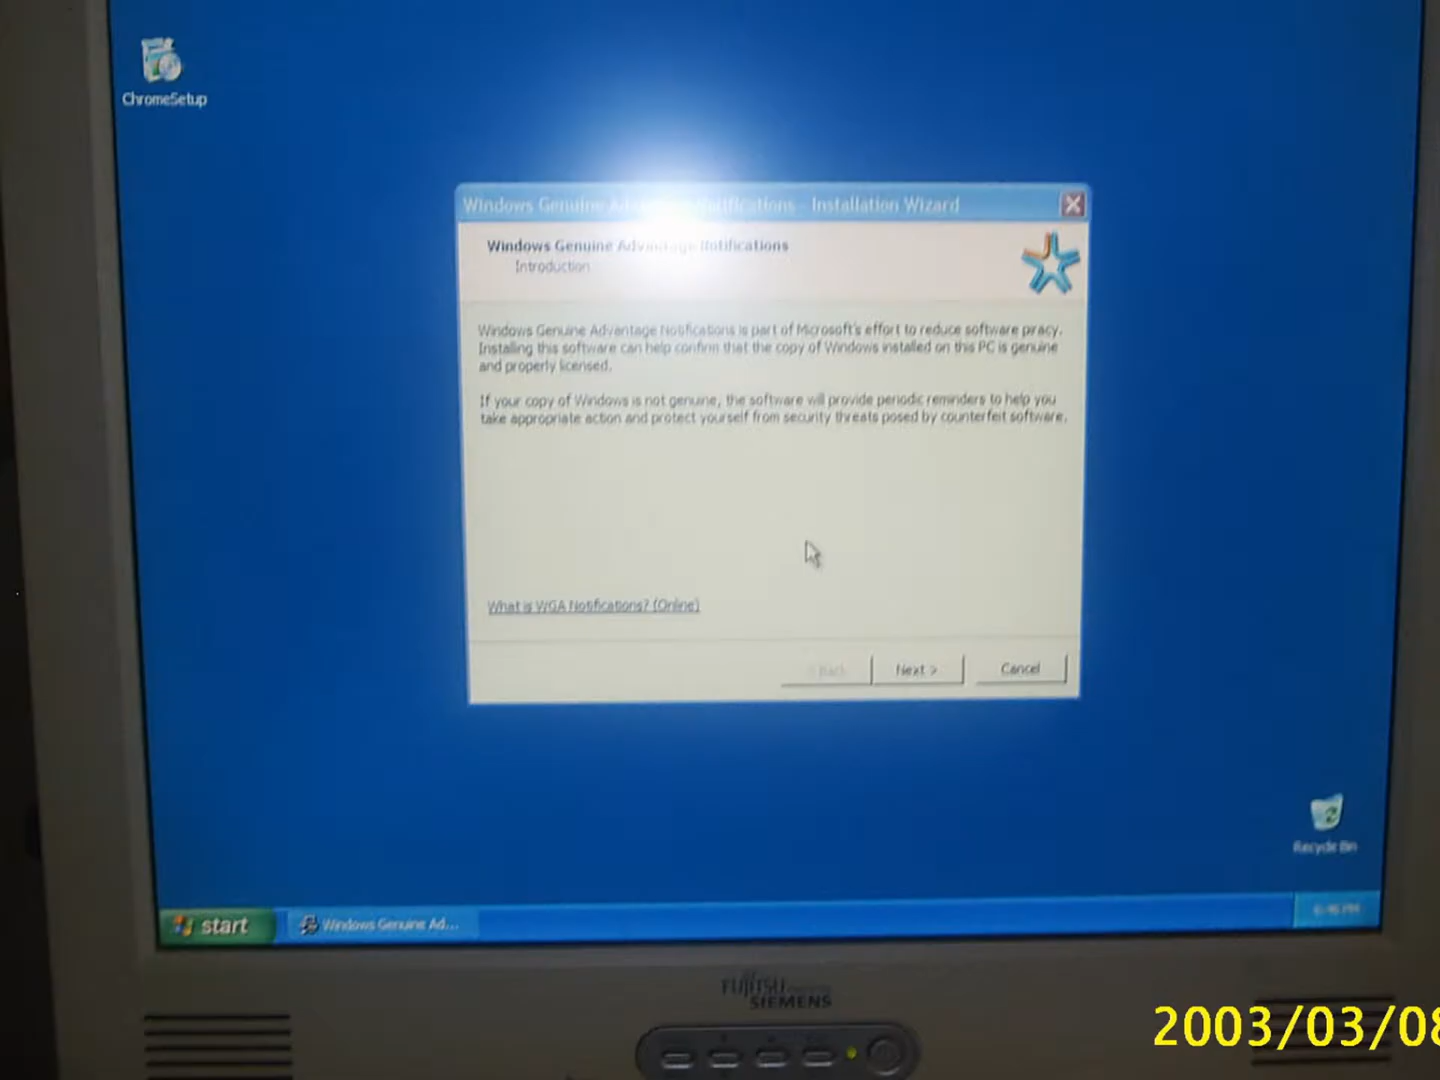 ChromeSetup
Windows Genuine Advantage Notifications - Installation Wizard
Windows Genuine Advantage Notifications
Introduction
Windows Genuine Advantage Notifications is part of Microsoft's effort to reduce software piracy.
Installing this software can help confirm that the copy of Windows installed on this PC is genuine
and properly licensed.
If your copy of Windows is not genuine, the software will provide periodic reminders to help you
take appropriate action and protect yourself from security threats posed by counterfeit software.
What is WGA Notifications? (Online)
< Back
Next >
Cancel
Recycle Bin
start
Windows Genuine Ad...
FUJITSU
SIEMENS
2003/03/08